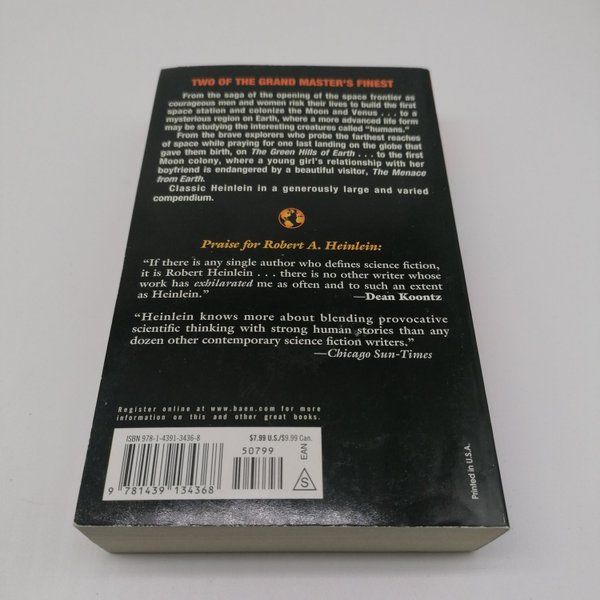 TWO OF THE GRAND MASTER'S FINEST
From the saga of the opening of the space frontier as
courageous men and women risk their lives to build the first
space station and colonize the Moon and Venus . . . to a
mysterious region on Earth, where a more advanced life form
may be studying the interesting creatures called "humans."
From the brave explorers who probe the farthest reaches
of space while praying for one last landing on the globe that
gave them birth, on The Green Hills of Earth . . . to the first
Moon colony, where a young girl's relationship with her
boyfriend is endangered by a beautiful visitor, The Menace
from Earth.
Classic Heinlein in a generously large and varied
compendium.
Praise for Robert A. Heinlein:
"If there is any single author who defines science fiction,
it is Robert Heinlein . . . there is no other writer whose
work has exhilarated me as often and to such an extent
as Heinlein."
—Dean Koontz
"Heinlein knows more about blending provocative
scientific thinking with strong human stories than any
dozen other contemporary science fiction writers."
—Chicago Sun-Times
Register online at www.baen.com for more
information on this and other great books.
ISBN 978-1-4391-3436-8
$7.99 U.S./$9.99 Can.
50799
9 781439 134368
EAN
S
Printed in U.S.A.